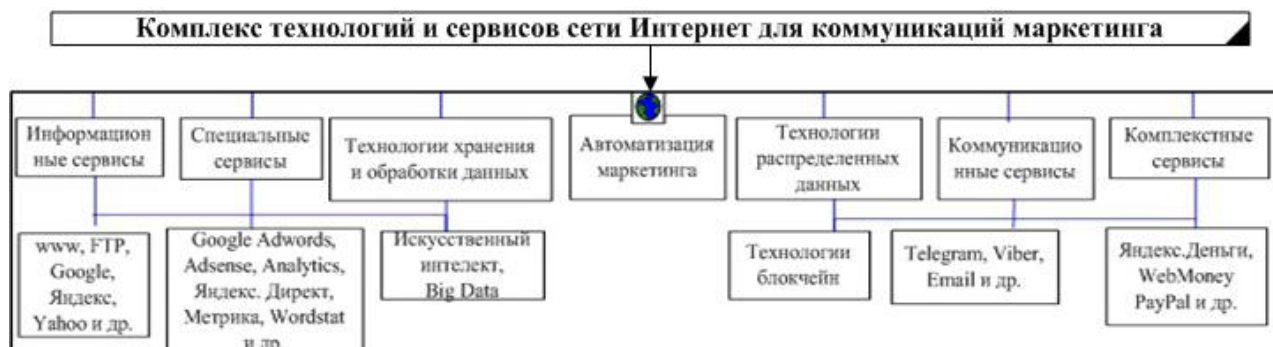 Комплекс технологий и сервисов сети Интернет для коммуникаций маркетинга
Информацион
ные сервисы
Специальные
сервисы
Технологии хранения
и обработки данных
Автоматизация
маркетинга
Технологии
распределенных
данных
Коммуникацио
нные сервисы
Комплекстные
сервисы
www, FTP,
Google,
Яндекс,
Yahoo и др.
Google Adwords,
Adsense, Analytics,
Яндекс. Директ,
Метрика, Wordstat
и др.
Искусственный
интелект,
Big Data
Технологии
блокчейн
Telegram, Viber,
Email и др.
Яндекс.Деньги,
WebMoney
PayPal и др.